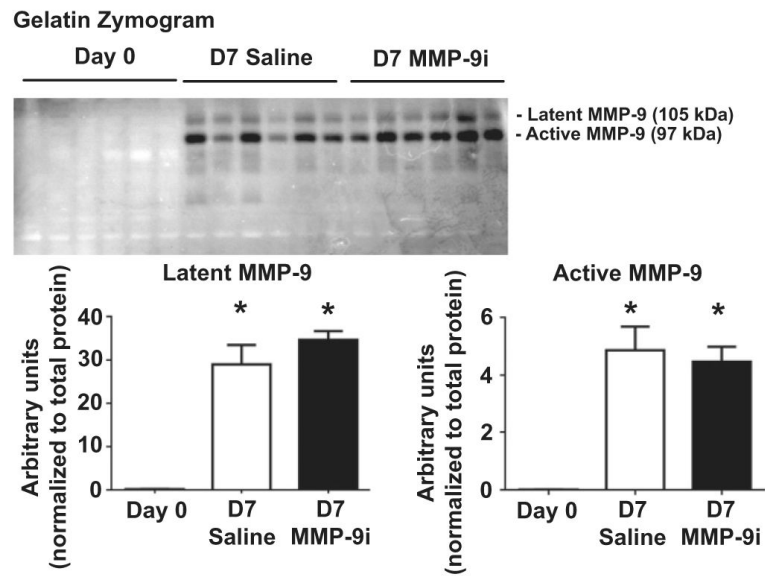 Gelatin Zymogram
Day 0
D7 Saline
D7 MMP-9i
- Latent MMP-9 (105 kDa)
- Active MMP-9 (97 kDa)
Latent MMP-9
Arbitrary units
(normalized to total protein)
40
30
20
10
0
*
*
Day 0
D7
Saline
D7
MMP-9i
Active MMP-9
Arbitrary units
(normalized to total protein)
6
4
2
0
*
*
Day 0
D7
Saline
D7
MMP-9i